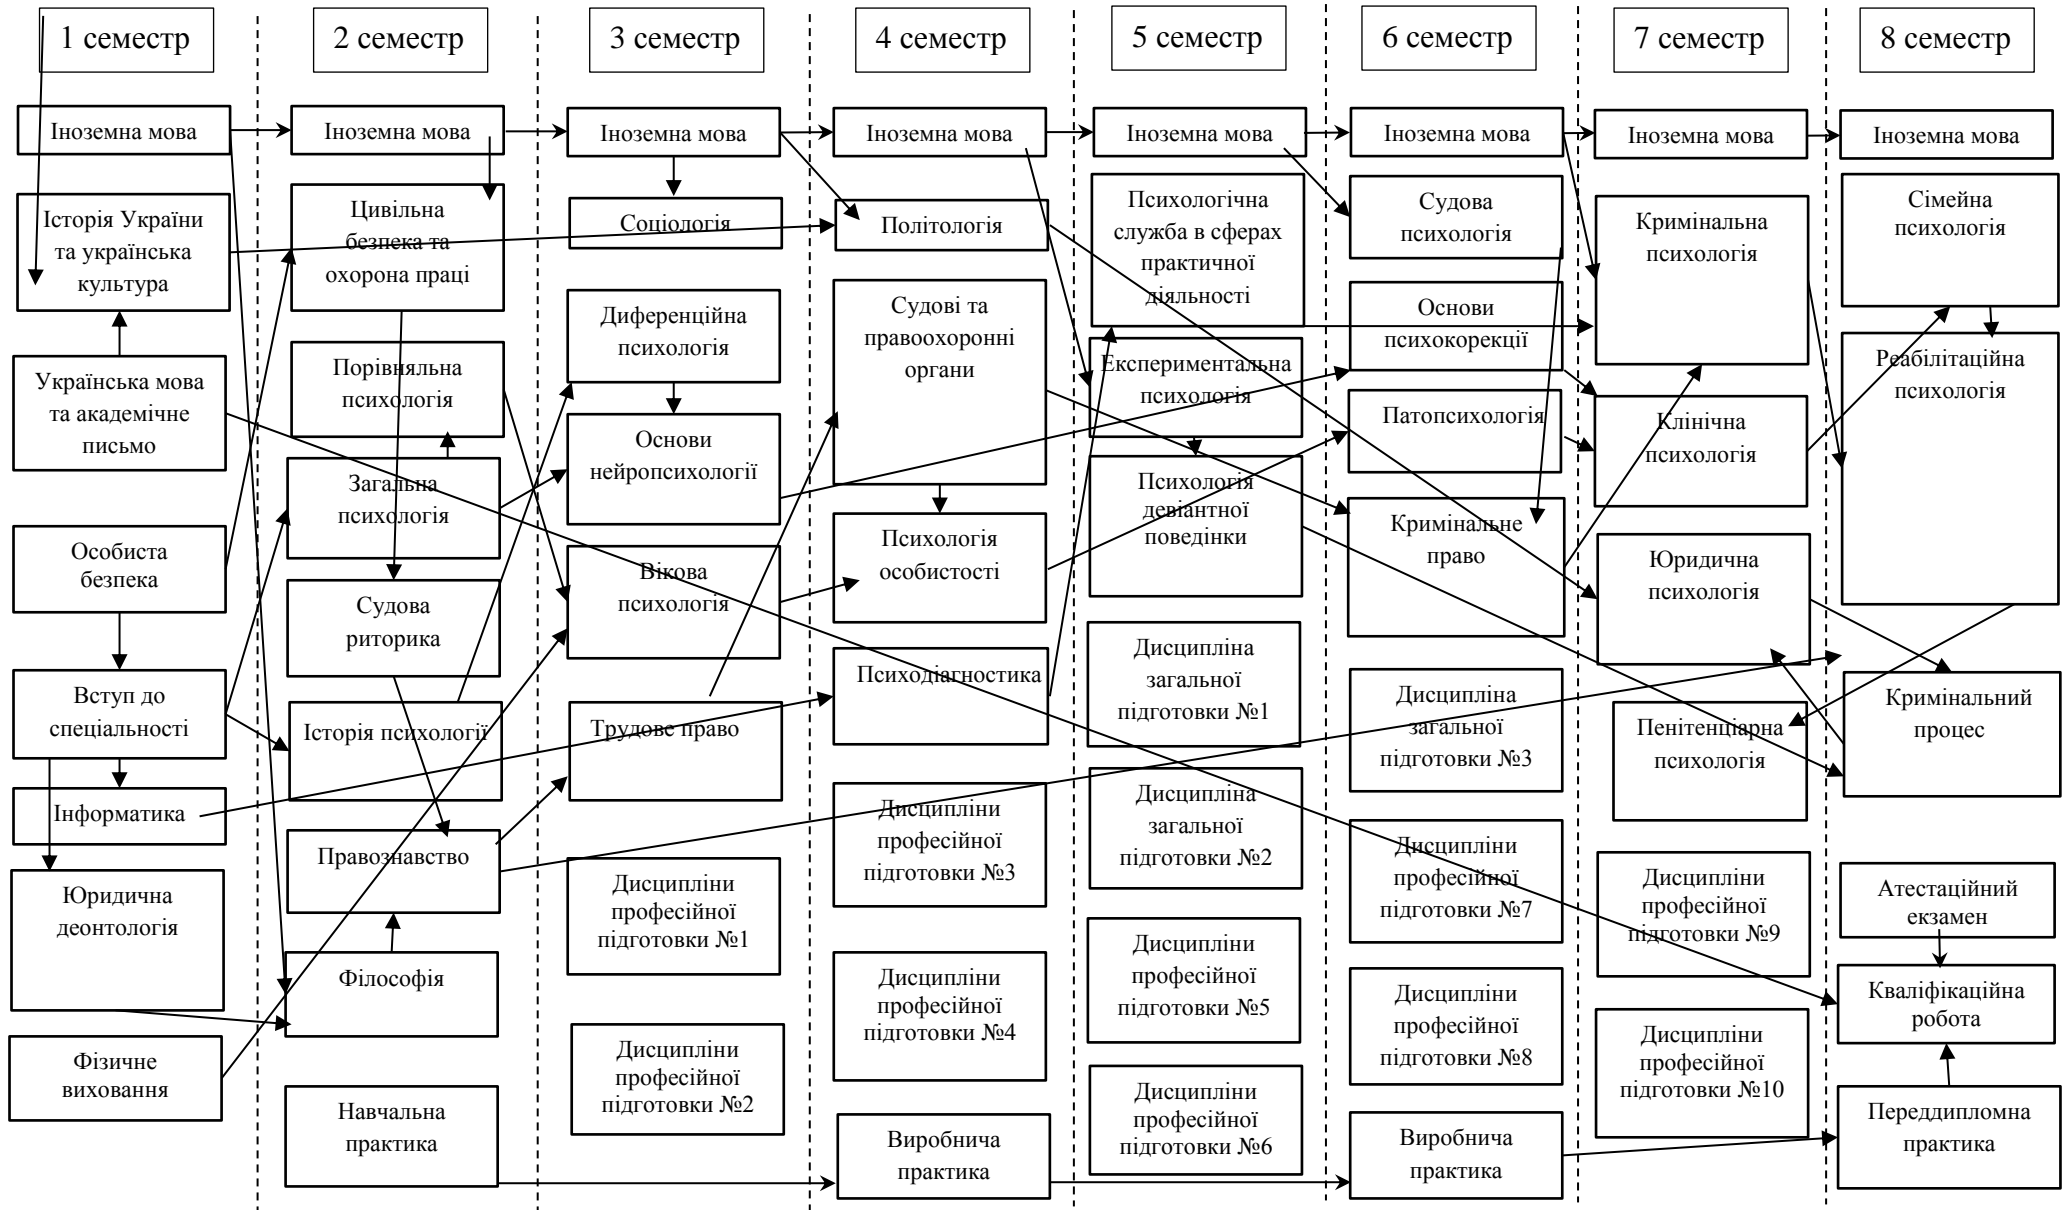 1 семестр
2 семестр
3 семестр
4 семестр
5 семестр
6 семестр
7 семестр
8 семестр
Іноземна мова
Історія України
та українська
культура
Українська мова
та академічне
письмо
Особиста
безпека
Вступ до
спеціальності
Інформатика
Юридична
деонтологія
Фізичне
виховання
Іноземна мова
Цивільна
безпека та
охорона праці
Порівняльна
психологія
Загальна
психологія
Судова
риторика
Історія психології
Правознавство
Філософія
Навчальна
практика
Іноземна мова
Соціологія
Диференційна
психологія
Основи
нейропсихології
Вікова
психологія
Трудове право
Дисципліни
професійної
підготовки №1
Дисципліни
професійної
підготовки №2
Іноземна мова
Політологія
Судові та
правоохоронні
органи
Психологія
особистості
Психодіагностика
Дисципліни
професійної
підготовки №3
Дисципліни
професійної
підготовки №4
Виробнича
практика
Іноземна мова
Психологічна
служба в сферах
практичної
діяльності
Експериментальна
психологія
Психологія
девіантної
поведінки
Дисципліна
загальної
підготовки №1
Дисципліна
загальної
підготовки №2
Дисципліни
професійної
підготовки №5
Дисципліни
професійної
підготовки №6
Іноземна мова
Судова
психологія
Основи
психокорекції
Патопсихологія
Кримінальне
право
Дисципліна
загальної
підготовки №3
Дисципліни
професійної
підготовки №7
Дисципліни
професійної
підготовки №8
Виробнича
практика
Іноземна мова
Кримінальна
психологія
Клінічна
психологія
Юридична
психологія
Пенітенціарна
психологія
Дисципліни
професійної
підготовки №9
Дисципліни
професійної
підготовки №10
Іноземна мова
Сімейна
психологія
Реабілітаційна
психологія
Кримінальний
процес
Атестаційний
екзамен
Кваліфікаційна
робота
Переддипломна
практика